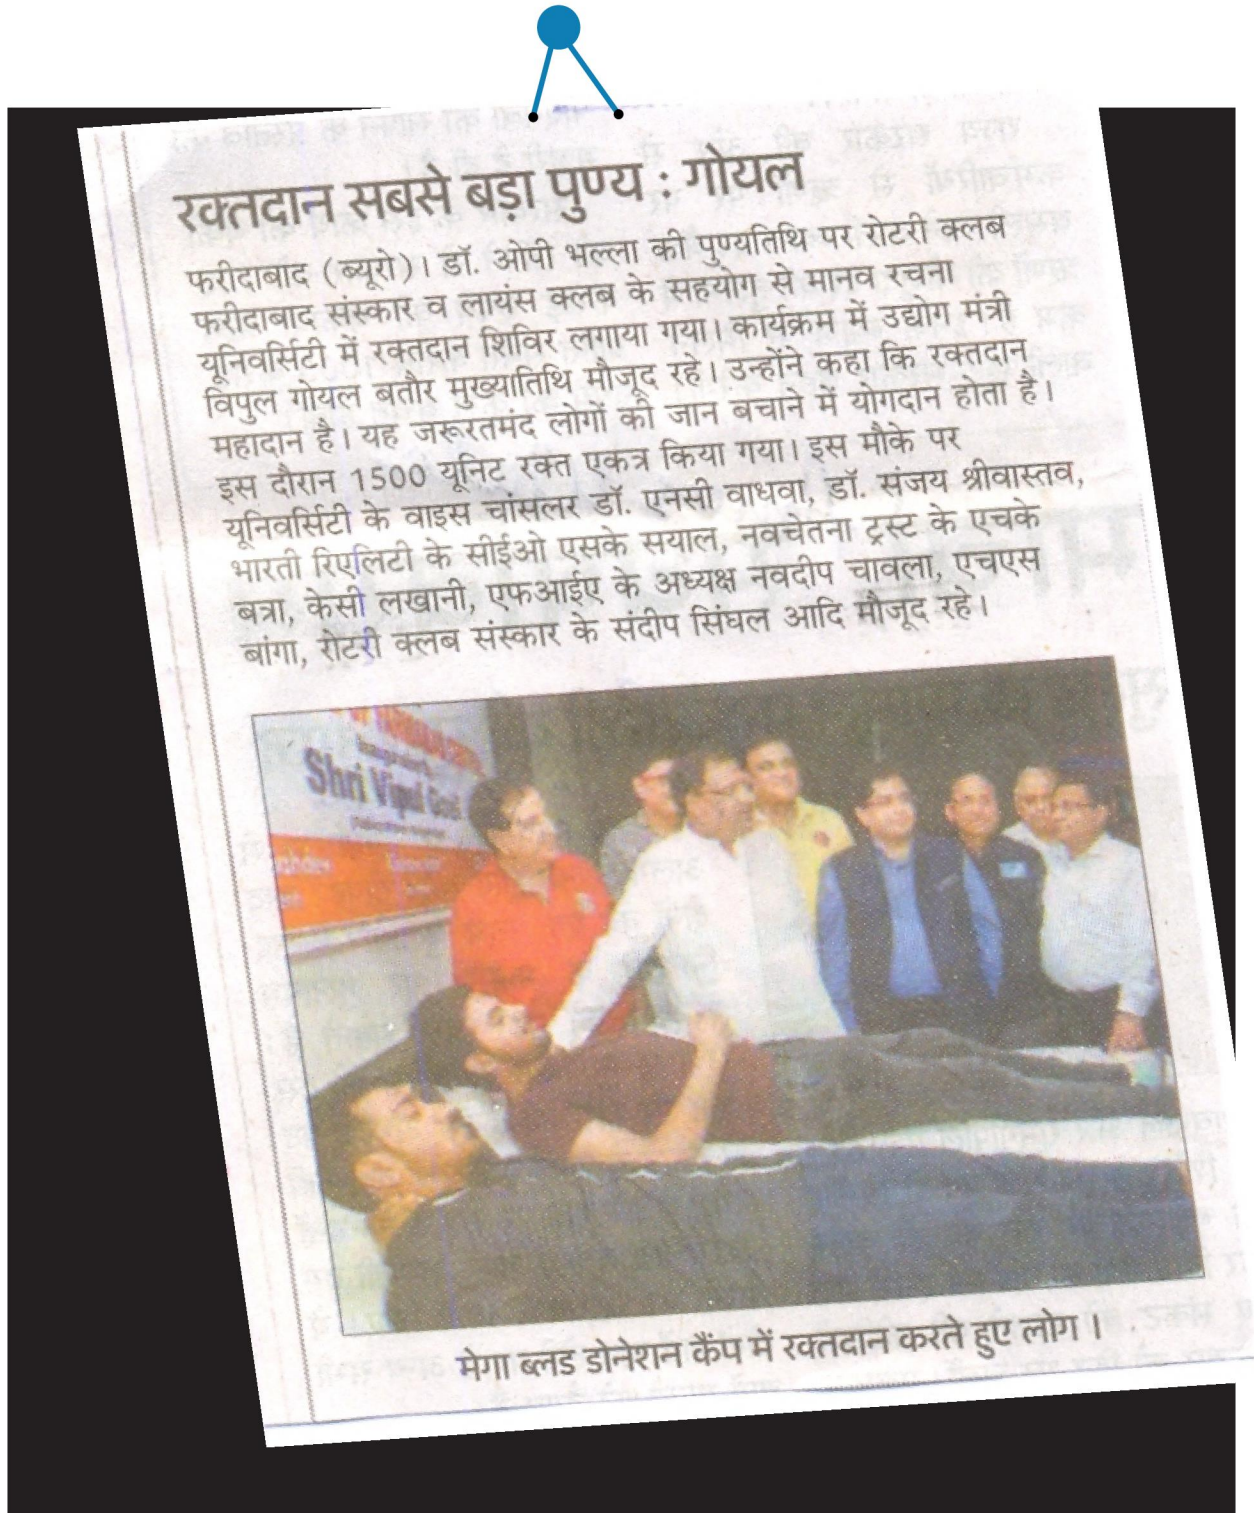 रक्तदान सबसे बड़ा पुण्य : गोयल
फरीदाबाद (ब्यूरो)। डॉ. ओपी भल्ला की पुण्यतिथि पर रोटरी क्लब
फरीदाबाद संस्कार व लायंस क्लब के सहयोग से मानव रचना
यूनिवर्सिटी में रक्तदान शिविर लगाया गया। कार्यक्रम में उद्योग मंत्री
विपुल गोयल बतौर मुख्यातिथि मौजूद रहे। उन्होंने कहा कि रक्तदान
महादान है। यह जरूरतमंद लोगों की जान बचाने में योगदान होता है।
इस दौरान 1500 यूनिट रक्त एकत्र किया गया। इस मौके पर
यूनिवर्सिटी के वाइस चांसलर डॉ. एनसी वाधवा, डॉ. संजय श्रीवास्तव,
भारती रिएलिटी के सीईओ एसके सयाल, नवचेतना ट्रस्ट के एचके
बत्रा, केसी लखानी, एफआईए के अध्यक्ष नवदीप चावला, एचएस
बांगा, रोटरी क्लब संस्कार के संदीप सिंघल आदि मौजूद रहे।
Shri Vipul Goel
मेगा ब्लड डोनेशन कैंप में रक्तदान करते हुए लोग।